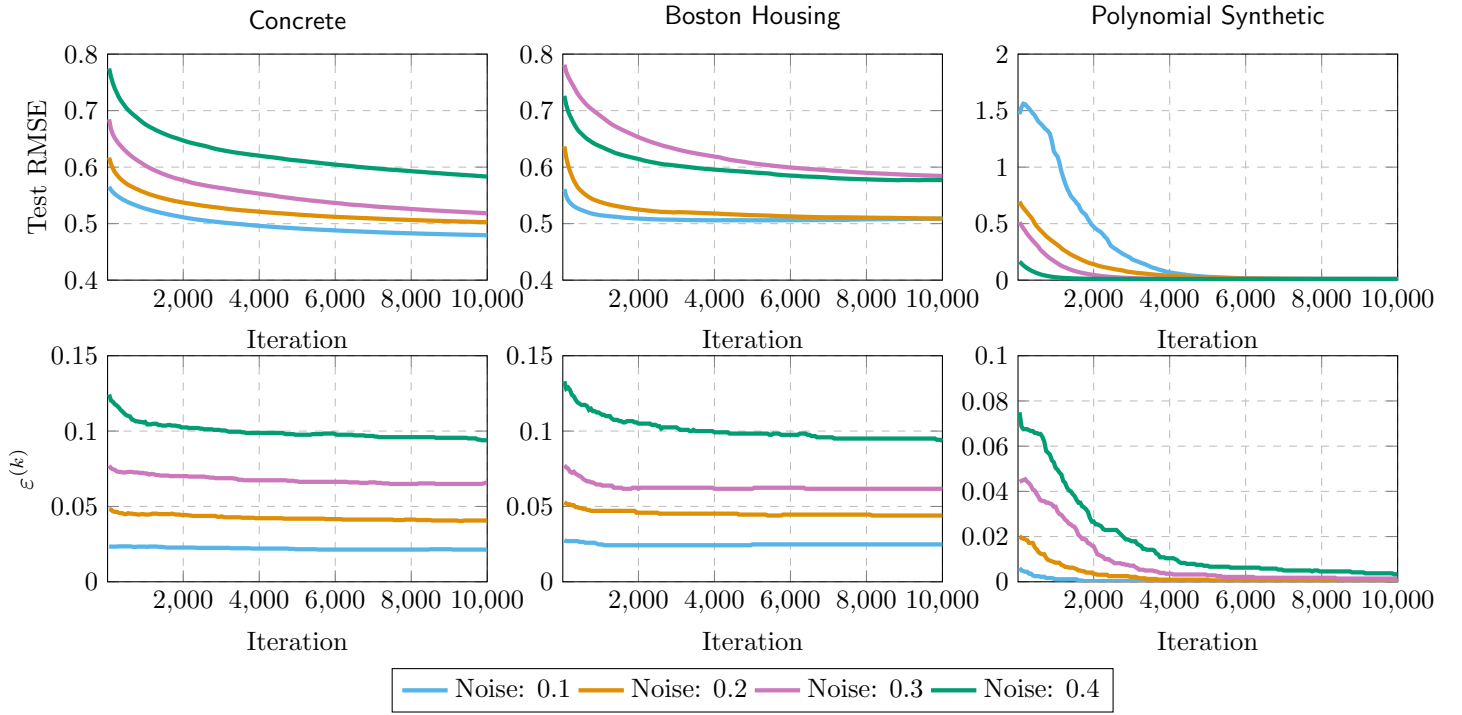 Concrete
Boston Housing
Polynomial Synthetic
Test RMSE
0.8
0.7
0.6
0.5
0.4
2,000 4,000 6,000 8,000 10,000
Iteration
0.8
0.7
0.6
0.5
0.4
2,000 4,000 6,000 8,000 10,000
Iteration
2
1.5
1
0.5
0
2,000 4,000 6,000 8,000 10,000
Iteration
ε^(k)
0.15
0.1
0.05
0
2,000 4,000 6,000 8,000 10,000
Iteration
0.15
0.1
0.05
0
2,000 4,000 6,000 8,000 10,000
Iteration
0.1
0.08
0.06
0.04
0.02
0
2,000 4,000 6,000 8,000 10,000
Iteration
Noise: 0.1 Noise: 0.2 Noise: 0.3 Noise: 0.4